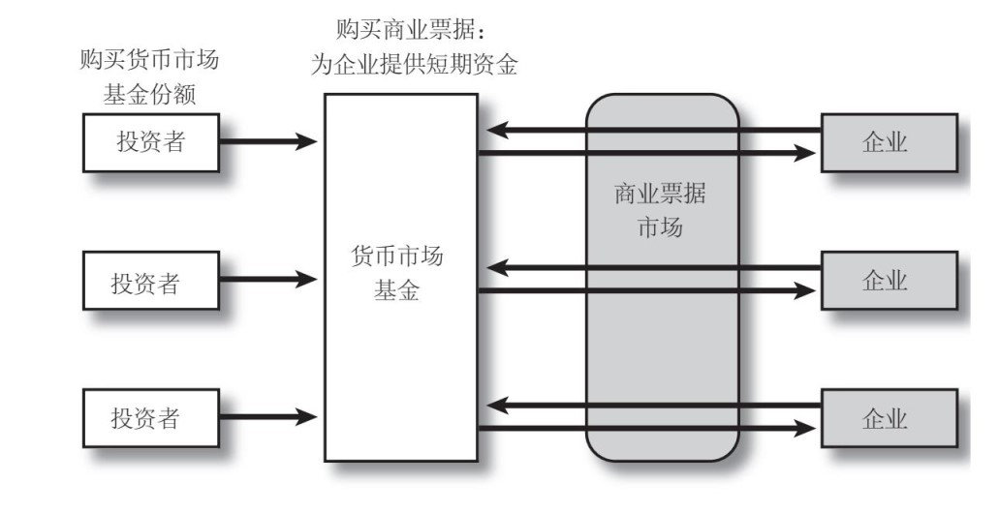 购买商业票据：
为企业提供短期资金
购买货币市场
基金份额
投资者
企业
商业票据
市场
货币市场
基金
投资者
企业
投资者
企业